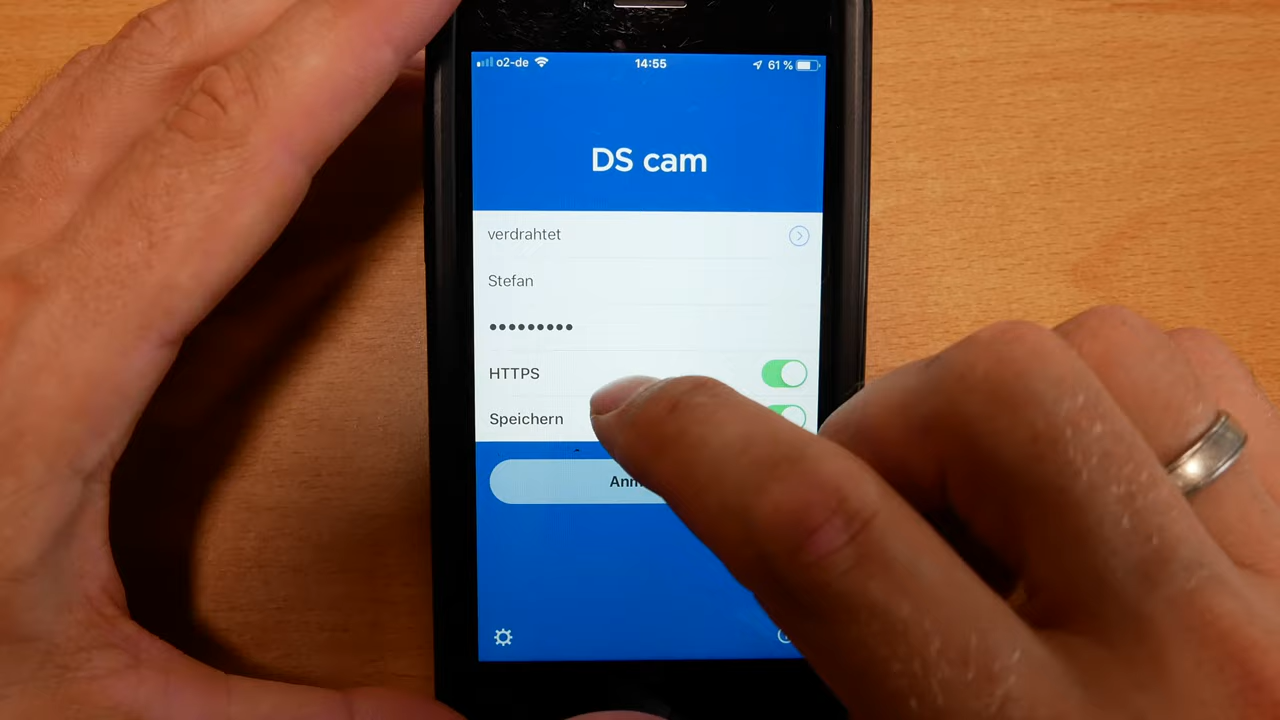 o2-de 14:55 61 %
DS cam
verdrahtet
Stefan
•••••••••
HTTPS
Speichern